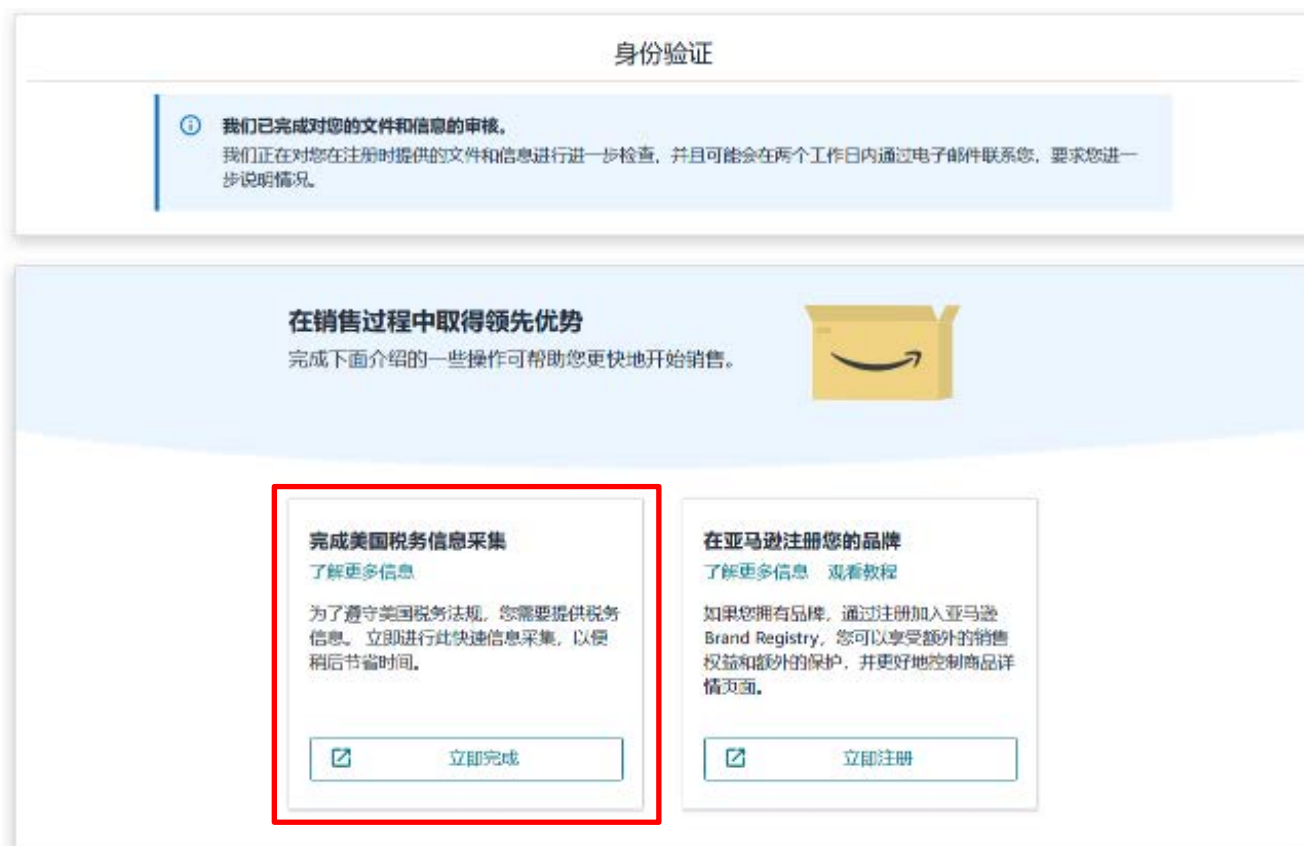 身份验证
我们已完成对您的文件和信息的审核。
我们正在对您在注册时提供的文件和信息进行进一步检查，并且可能会在两个工作日内通过电子邮件联系您，要求您进一
步说明情况。
在销售过程中取得领先优势
完成下面介绍的一些操作可帮助您更快地开始销售。
完成美国税务信息采集
了解更多信息
为了遵守美国税务法规，您需要提供税务
信息。 立即进行此快速信息采集，以便
稍后节省时间。
立即完成
在亚马逊注册您的品牌
了解更多信息 观看教程
如果您拥有品牌，通过注册加入亚马逊
Brand Registry，您可以享受额外的销售
权益和额外的保护，并更好地控制商品详
情页面。
立即注册